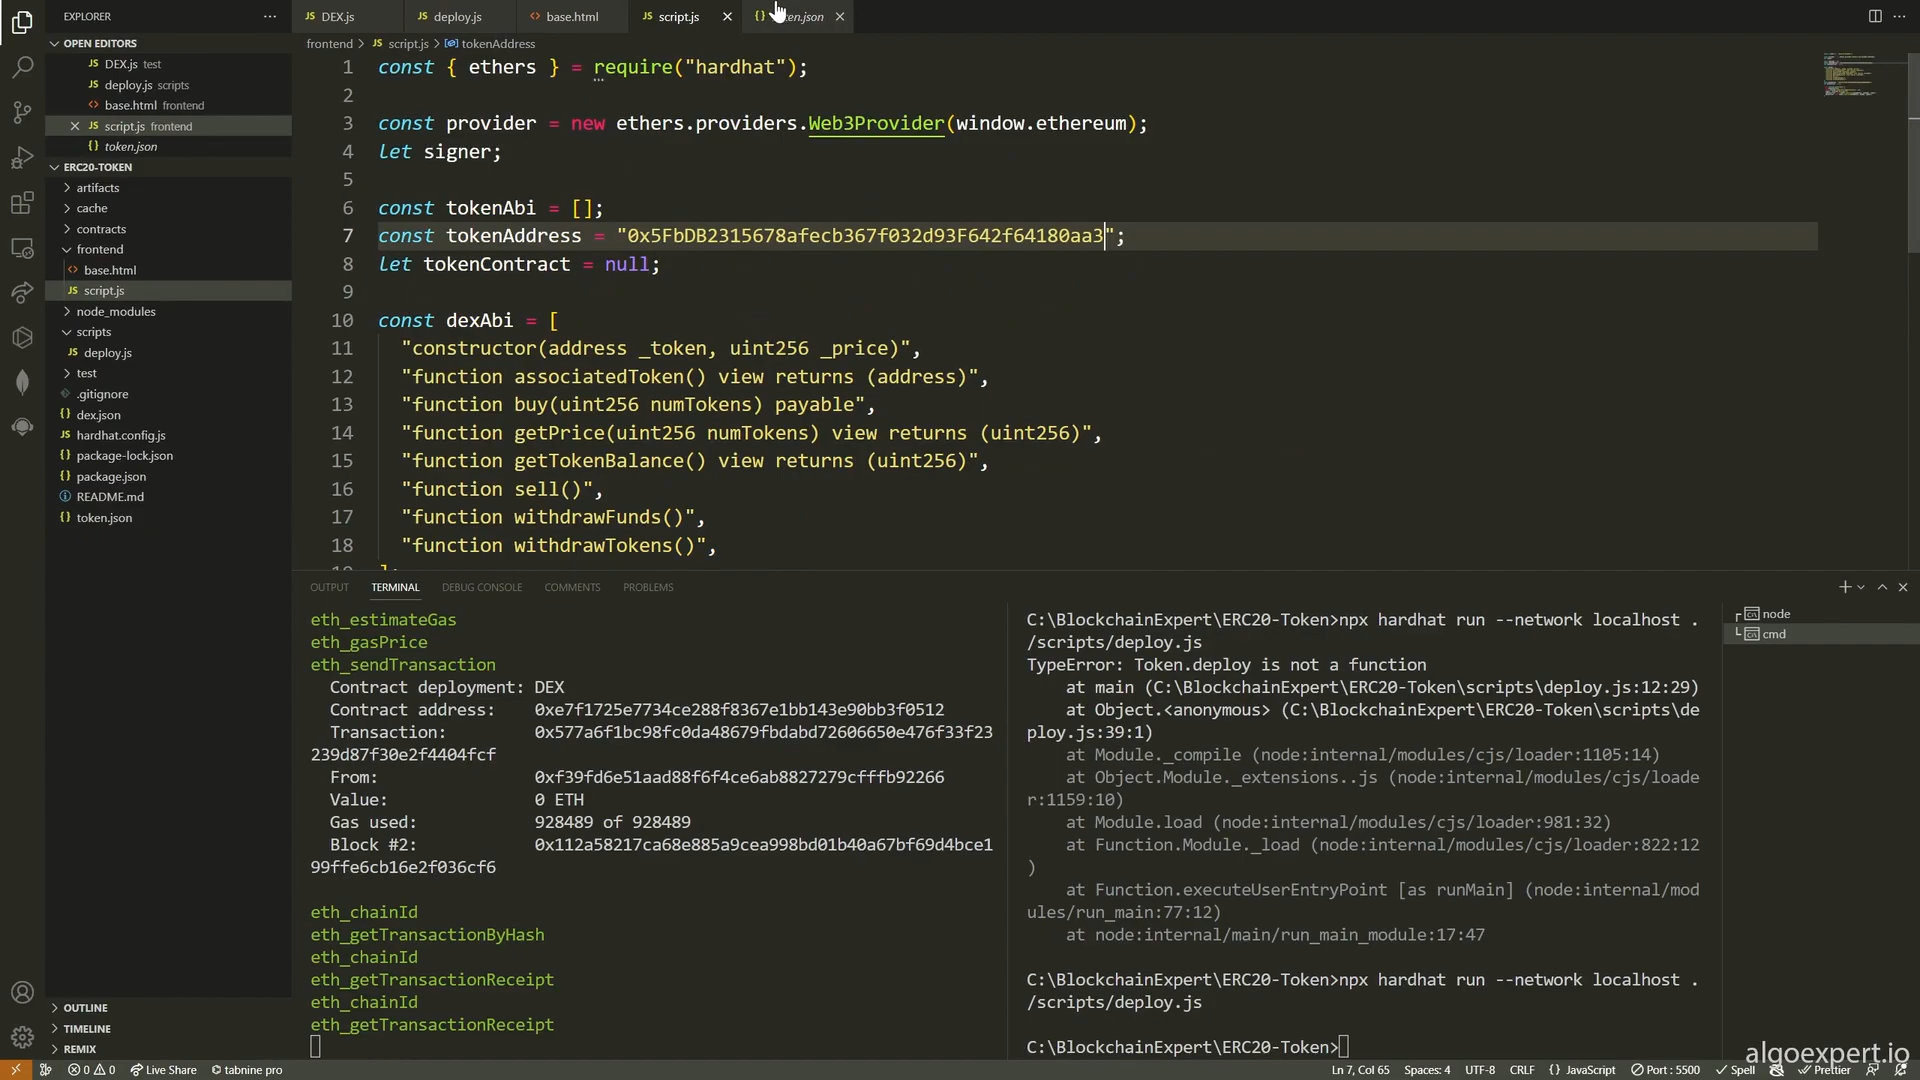 EXPLORER
OPEN EDITORS
JS DEX.js test
JS deploy.js scripts
<> base.html frontend
JS script.js frontend
{} token.json
ERC20-TOKEN
artifacts
cache
contracts
frontend
<> base.html
JS script.js
node_modules
scripts
JS deploy.js
test
.gitignore
{} dex.json
JS hardhat.config.js
{} package-lock.json
{} package.json
README.md
{} token.json
OUTLINE
TIMELINE
REMIX
JS DEX.js
JS deploy.js
<> base.html
JS script.js
{} ken.json
frontend > JS script.js > tokenAddress
1 const { ethers } = require("hardhat");
2
3 const provider = new ethers.providers.Web3Provider(window.ethereum);
4 let signer;
5
6 const tokenAbi = [];
7 const tokenAddress = "0x5FbDB2315678afecb367f032d93F642f64180aa3";
8 let tokenContract = null;
9
10 const dexAbi = [
11 "constructor(address _token, uint256 _price)",
12 "function associatedToken() view returns (address)",
13 "function buy(uint256 numTokens) payable",
14 "function getPrice(uint256 numTokens) view returns (uint256)",
15 "function getTokenBalance() view returns (uint256)",
16 "function sell()",
17 "function withdrawFunds()",
18 "function withdrawTokens()",
OUTPUT TERMINAL DEBUG CONSOLE COMMENTS PROBLEMS
eth_estimateGas
eth_gasPrice
eth_sendTransaction
Contract deployment: DEX
Contract address: 0xe7f1725e7734ce288f8367e1bb143e90bb3f0512
Transaction: 0x577a6f1bc98fc0da48679fbdabd72606650e476f33f23
239d87f30e2f4404fcf
From: 0xf39fd6e51aad88f6f4ce6ab8827279cfffb92266
Value: 0 ETH
Gas used: 928489 of 928489
Block #2: 0x112a58217ca68e885a9cea998bd01b40a67bf69d4bce1
99ffe6cb16e2f036cf6
eth_chainId
eth_getTransactionByHash
eth_chainId
eth_getTransactionReceipt
eth_chainId
eth_getTransactionReceipt
C:\BlockchainExpert\ERC20-Token>npx hardhat run --network localhost .
/scripts/deploy.js
TypeError: Token.deploy is not a function
at main (C:\BlockchainExpert\ERC20-Token\scripts\deploy.js:12:29)
at Object.<anonymous> (C:\BlockchainExpert\ERC20-Token\scripts\de
ploy.js:39:1)
at Module._compile (node:internal/modules/cjs/loader:1105:14)
at Object.Module._extensions..js (node:internal/modules/cjs/loade
r:1159:10)
at Module.load (node:internal/modules/cjs/loader:981:32)
at Function.Module._load (node:internal/modules/cjs/loader:822:12
)
at Function.executeUserEntryPoint [as runMain] (node:internal/mod
ules/run_main:77:12)
at node:internal/main/run_main_module:17:47
C:\BlockchainExpert\ERC20-Token>npx hardhat run --network localhost .
/scripts/deploy.js
C:\BlockchainExpert\ERC20-Token>
node
cmd
algoexpert.io
0 0 Live Share tabnine pro
Ln 7, Col 65 Spaces: 4 UTF-8 CRLF {} JavaScript Port : 5500 Spell Prettier